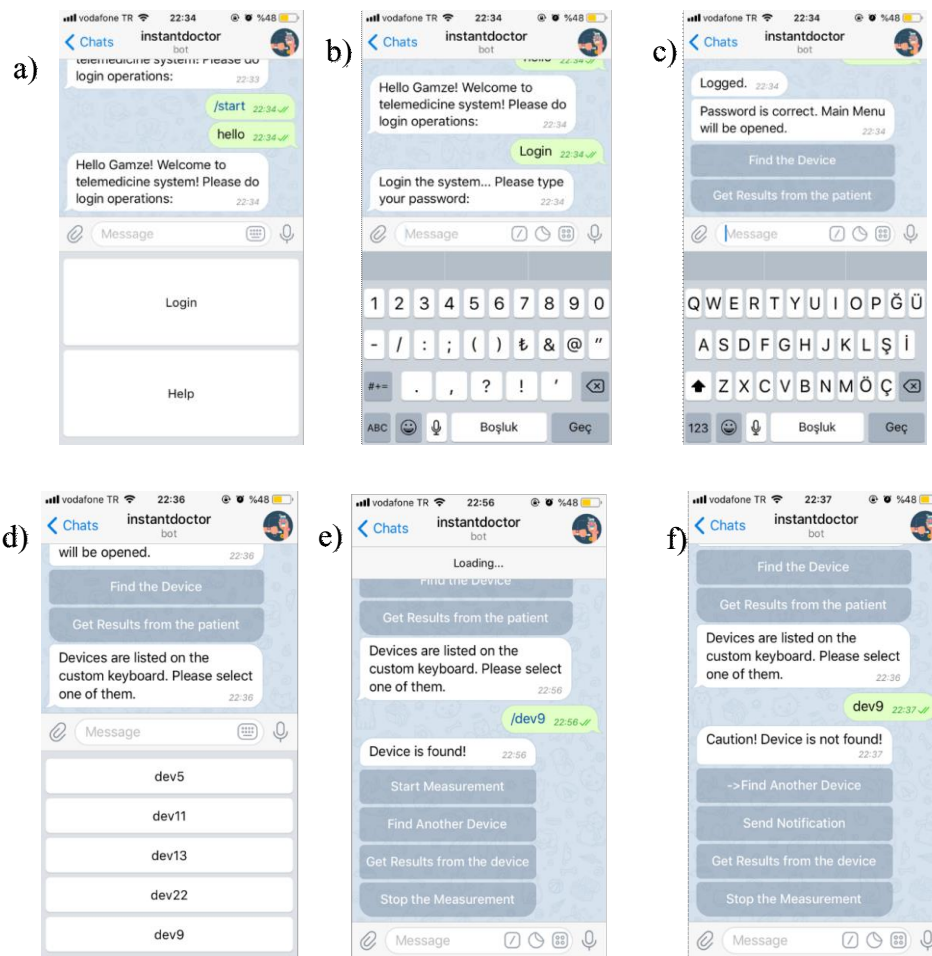 a)
vodafone TR 22:34 %48
Chats
instantdoctor
bot
telemedicine system! Please do
login operations: 22:33
/start 22:34
hello 22:34
Hello Gamze! Welcome to
telemedicine system! Please do
login operations: 22:34
Message
Login
Help
b)
vodafone TR 22:34 %48
Chats
instantdoctor
bot
hello 22:34
Hello Gamze! Welcome to
telemedicine system! Please do
login operations: 22:34
Login 22:34
Login the system... Please type
your password: 22:34
Message
1 2 3 4 5 6 7 8 9 0
- / : ; ( ) ₺ & @ "
#+= . , ? ! '
ABC Boşluk Geç
c)
vodafone TR 22:34 %48
Chats
instantdoctor
bot
Logged. 22:34
Password is correct. Main Menu
will be opened. 22:34
Find the Device
Get Results from the patient
Message
Q W E R T Y U I O P Ğ Ü
A S D F G H J K L Ş İ
Z X C V B N M Ö Ç
123 Boşluk Geç
d)
vodafone TR 22:36 %48
Chats
instantdoctor
bot
will be opened. 22:36
Find the Device
Get Results from the patient
Devices are listed on the
custom keyboard. Please select
one of them. 22:36
Message
dev5
dev11
dev13
dev22
dev9
e)
vodafone TR 22:56 %48
Chats
instantdoctor
bot
Loading...
Find the Device
Get Results from the patient
Devices are listed on the
custom keyboard. Please select
one of them. 22:56
/dev9 22:56
Device is found! 22:56
Start Measurement
Find Another Device
Get Results from the device
Stop the Measurement
Message
f)
vodafone TR 22:37 %48
Chats
instantdoctor
bot
Find the Device
Get Results from the patient
Devices are listed on the
custom keyboard. Please select
one of them. 22:36
dev9 22:37
Caution! Device is not found!
22:37
->Find Another Device
Send Notification
Get Results from the device
Stop the Measurement
Message